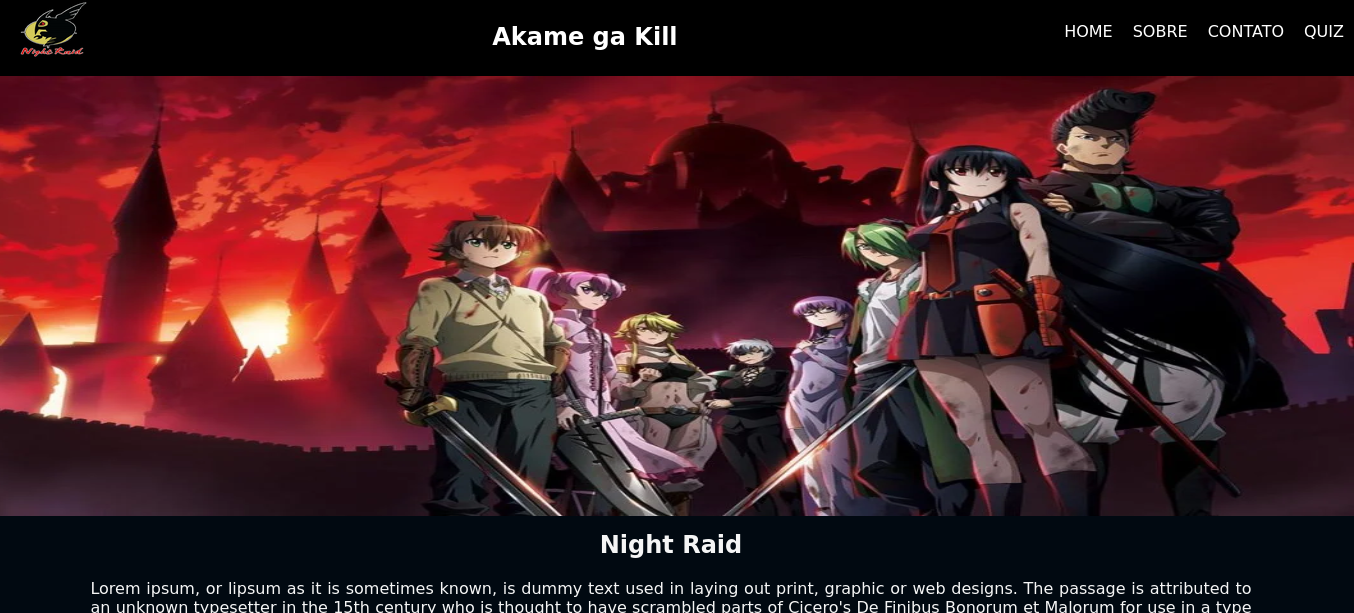 Night Raid
Akame ga Kill
HOME SOBRE CONTATO QUIZ
Night Raid
Lorem ipsum, or lipsum as it is sometimes known, is dummy text used in laying out print, graphic or web designs. The passage is attributed to
an unknown typesetter in the 15th century who is thought to have scrambled parts of Cicero's De Finibus Bonorum et Malorum for use in a type